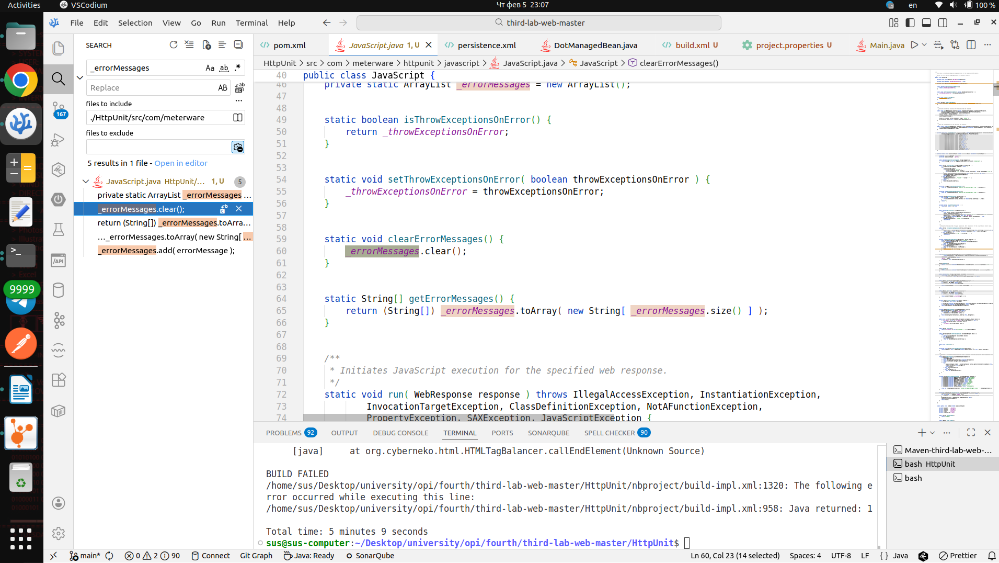 Activities
VSCodium
Чт фев 5 23:07
en
100 %
File Edit Selection View Go Run Terminal Help
third-lab-web-master
SEARCH
_errorMessages
Aa ab .*
Replace
AB
files to include
./HttpUnit/src/com/meterware
files to exclude
5 results in 1 file - Open in editor
JavaScript.java HttpUnit/... 1, U 5
private static ArrayList _errorMessages ...
_errorMessages.clear();
return (String[]) _errorMessages.toArra...
..._errorMessages.toArray( new String[ ...
_errorMessages.add( errorMessage );
167
9999
/API
pom.xml
JavaScript.java 1, U
persistence.xml
DotManagedBean.java
build.xml U
project.properties U
Main.java
HttpUnit > src > com > meterware > httpunit > javascript > JavaScript.java > JavaScript > clearErrorMessages()
40 public class JavaScript {
46 private static ArrayList _errorMessages = new ArrayList();
47
48
49 static boolean isThrowExceptionsOnError() {
50 return _throwExceptionsOnError;
51 }
52
53
54 static void setThrowExceptionsOnError( boolean throwExceptionsOnError ) {
55 _throwExceptionsOnError = throwExceptionsOnError;
56 }
57
58
59 static void clearErrorMessages() {
60 _errorMessages.clear();
61 }
62
63
64 static String[] getErrorMessages() {
65 return (String[]) _errorMessages.toArray( new String[ _errorMessages.size() ] );
66 }
67
68
69 /**
70 * Initiates JavaScript execution for the specified web response.
71 */
72 static void run( WebResponse response ) throws IllegalAccessException, InstantiationException,
73 InvocationTargetException, ClassDefinitionException, NotAFunctionException,
74 PropertyException, SAXException, JavaScriptException {
PROBLEMS 92 OUTPUT DEBUG CONSOLE TERMINAL PORTS SONARQUBE SPELL CHECKER 90
[java] at org.cyberneko.html.HTMLTagBalancer.callEndElement(Unknown Source)
BUILD FAILED
/home/sus/Desktop/university/opi/fourth/third-lab-web-master/HttpUnit/nbproject/build-impl.xml:1320: The following e
rror occurred while executing this line:
/home/sus/Desktop/university/opi/fourth/third-lab-web-master/HttpUnit/nbproject/build-impl.xml:958: Java returned: 1
Total time: 5 minutes 9 seconds
sus@sus-computer:~/Desktop/university/opi/fourth/third-lab-web-master/HttpUnit$
Maven-third-lab-web-...
bash HttpUnit
bash
main* 0 2 90 Connect Git Graph Java: Ready SonarQube
Ln 60, Col 23 (14 selected) Spaces: 4 UTF-8 LF { } Java Prettier